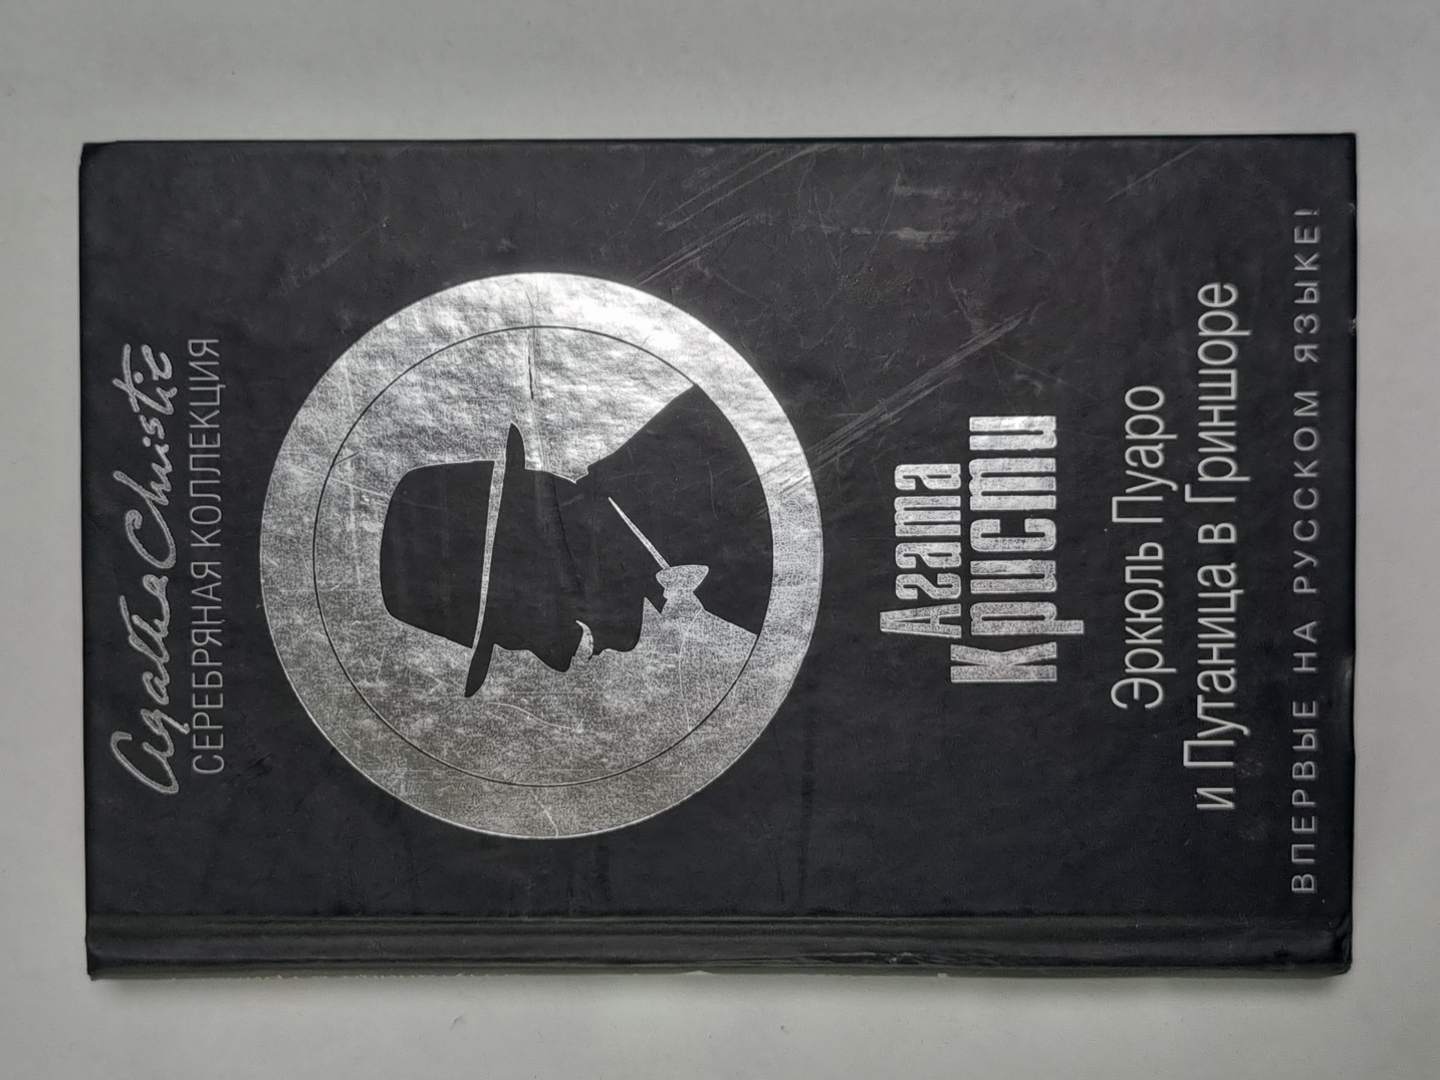 Agatha Christie
СЕРЕБРЯНАЯ КОЛЛЕКЦИЯ
Агата
Кристи
Эркюль Пуаро
и Путаница в Гриншоре
ВПЕРВЫЕ НА РУССКОМ ЯЗЫКЕ!